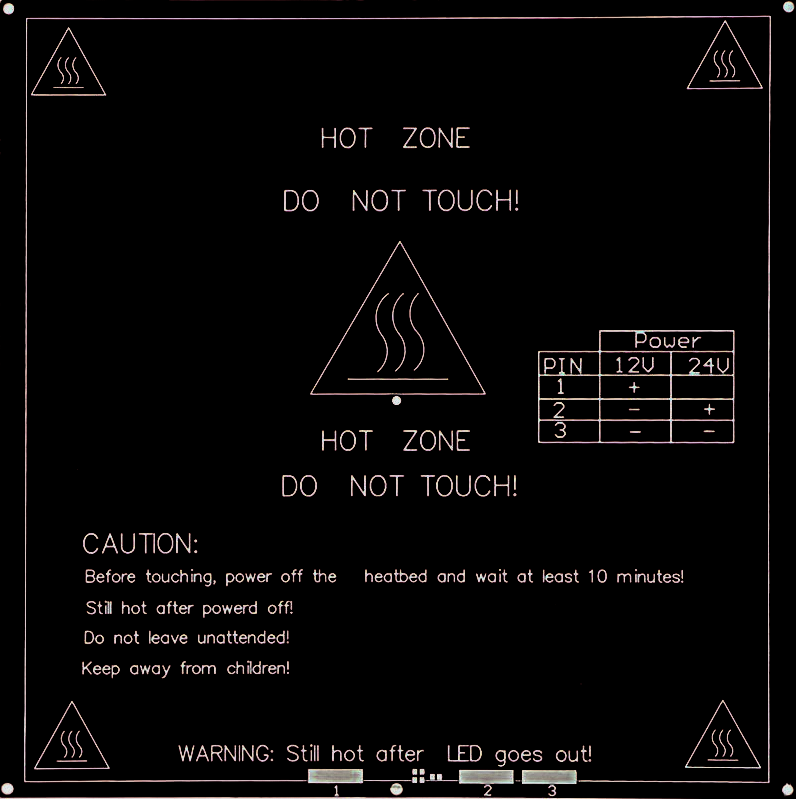 HOT ZONE
DO NOT TOUCH!
Power
PIN 12V 24V
1 +
2 - +
3 - -
HOT ZONE
DO NOT TOUCH!
CAUTION:
Before touching, power off the heatbed and wait at least 10 minutes!
Still hot after powerd off!
Do not leave unattended!
Keep away from children!
WARNING: Still hot after LED goes out!
1 2 3